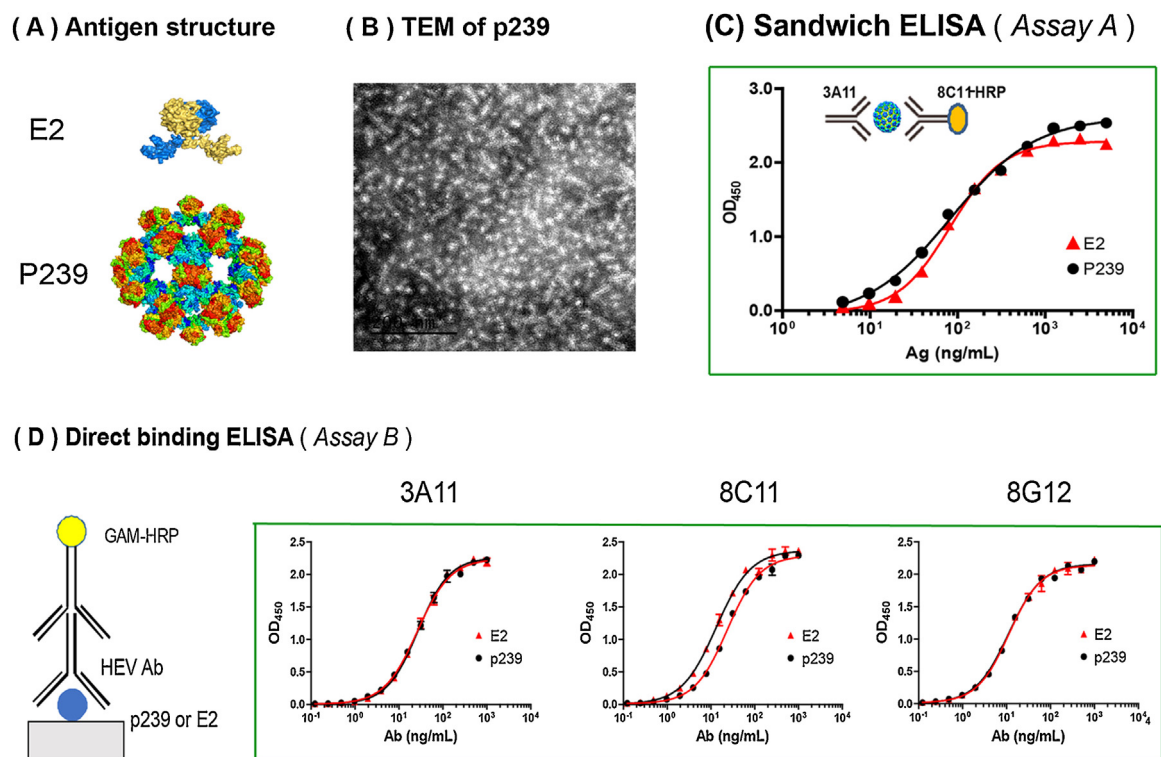 ( A ) Antigen structure
( B ) TEM of p239
(C) Sandwich ELISA ( Assay A )
E2
P239
3A11
8C11-HRP
OD450
3.0
2.0
1.0
0.0
E2
P239
10^0
10^1
10^2
10^3
10^4
Ag (ng/mL)
( D ) Direct binding ELISA ( Assay B )
GAM-HRP
HEV Ab
p239 or E2
3A11
OD450
2.5
2.0
1.5
1.0
0.5
0.0
E2
p239
10^-1
10^0
10^1
10^2
10^3
10^4
Ab (ng/mL)
8C11
OD450
2.5
2.0
1.5
1.0
0.5
0.0
E2
p239
10^-1
10^0
10^1
10^2
10^3
10^4
Ab (ng/mL)
8G12
OD450
2.5
2.0
1.5
1.0
0.5
0.0
E2
p239
10^-1
10^0
10^1
10^2
10^3
10^4
Ab (ng/mL)